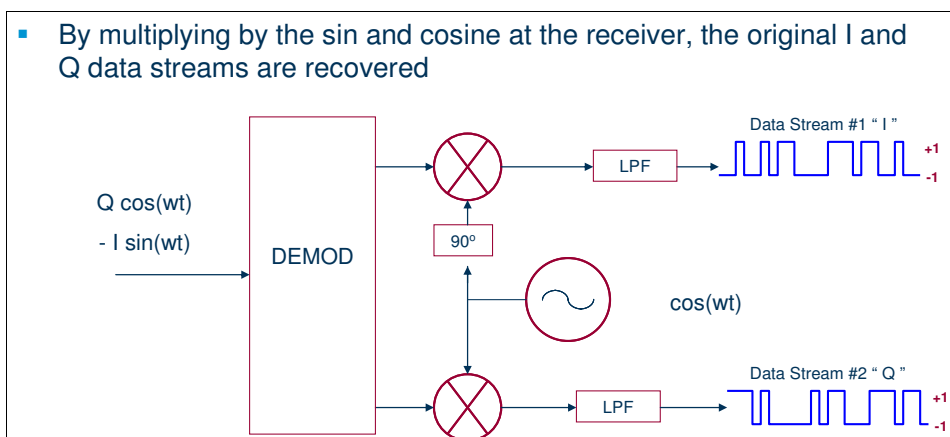 ▪ By multiplying by the sin and cosine at the receiver, the original I and
Q data streams are recovered
Data Stream #1 “ I ”
+1
-1
LPF
Q cos(wt)
- I sin(wt)
DEMOD
90º
cos(wt)
Data Stream #2 “ Q ”
+1
-1
LPF